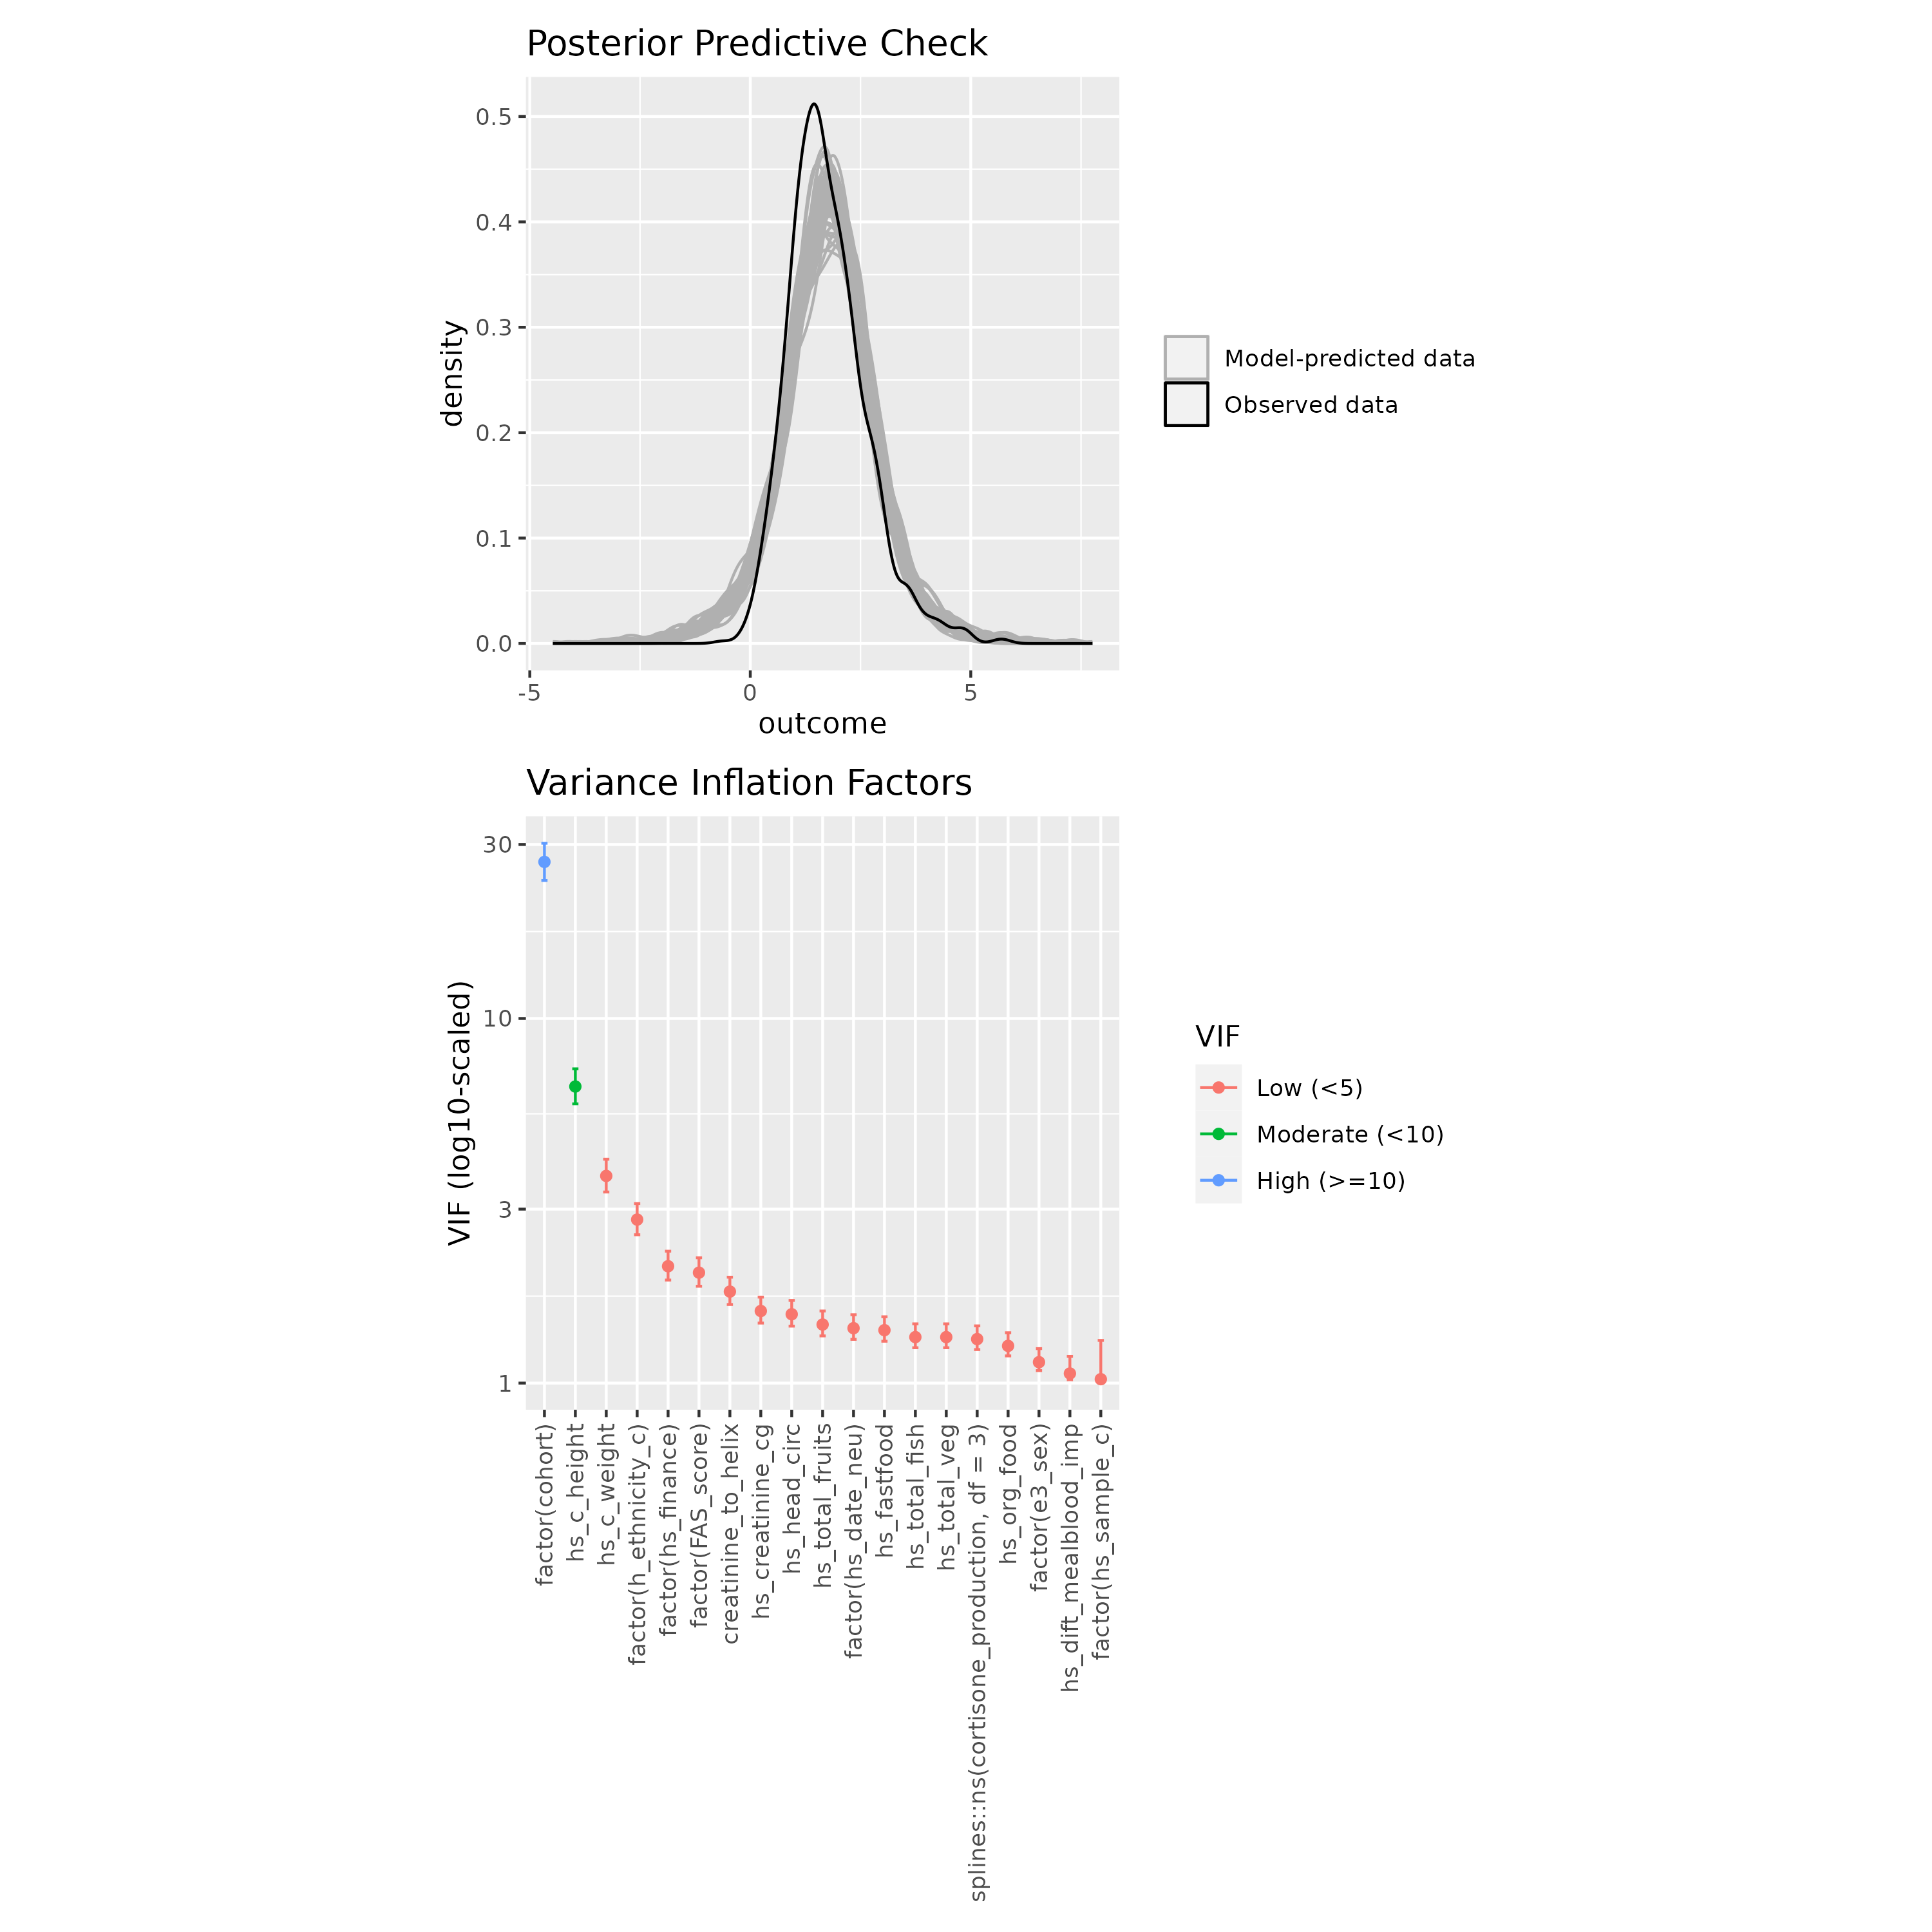 Posterior Predictive Check
density
0.5
0.4
0.3
0.2
0.1
0.0
-5
0
5
outcome
Model-predicted data
Observed data
Variance Inflation Factors
VIF (log10-scaled)
30
10
3
1
factor(cohort)
hs_c_height
hs_c_weight
factor(h_ethnicity_c)
factor(hs_finance)
factor(FAS_score)
creatinine_to_helix
hs_creatinine_cg
hs_head_circ
hs_total_fruits
factor(hs_date_neu)
hs_fastfood
hs_total_fish
hs_total_veg
splines::ns(cortisone_production, df = 3)
hs_org_food
factor(e3_sex)
hs_dift_mealblood_imp
factor(hs_sample_c)
VIF
Low (<5)
Moderate (<10)
High (>=10)